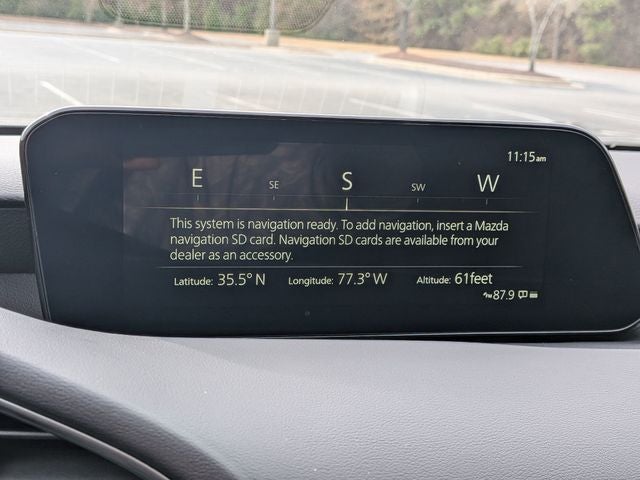 11:15am
E SE S SW W
This system is navigation ready. To add navigation, insert a Mazda
navigation SD card. Navigation SD cards are available from your
dealer as an accessory.
Latitude: 35.5° N Longitude: 77.3° W Altitude: 61feet
FM 87.9